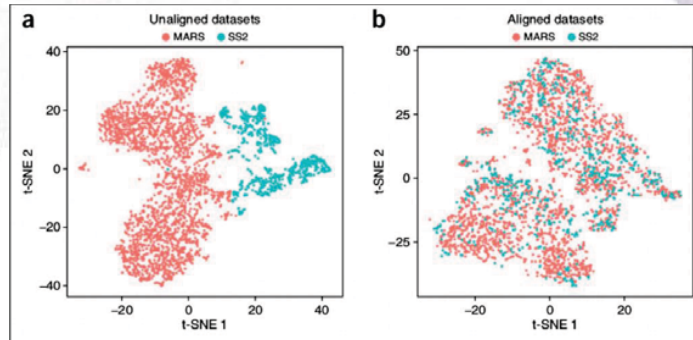 a
Unaligned datasets
MARS SS2
40
20
0
−20
−40
t-SNE 2
−20 0 20 40
t-SNE 1
b
Aligned datasets
MARS SS2
50
25
0
−25
t-SNE 2
−20 0 20
t-SNE 1